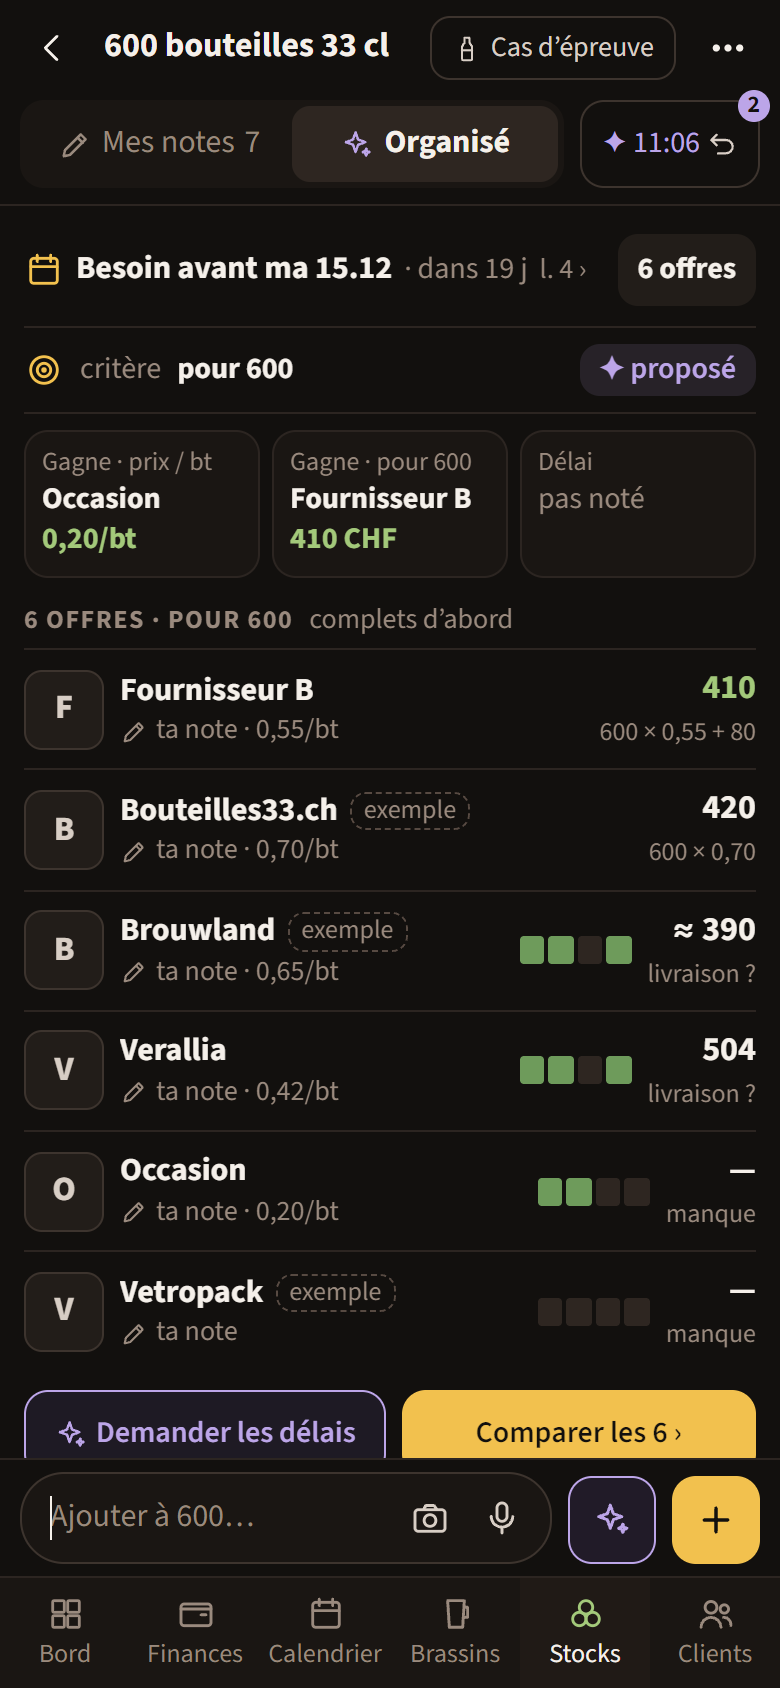 600 bouteilles 33 cl
Cas d’épreuve
Mes notes 7
Organisé
11:06
2
Besoin avant ma 15.12 · dans 19 j l. 4 ›
6 offres
critère pour 600
proposé
Gagne · prix / bt
Occasion
0,20/bt
Gagne · pour 600
Fournisseur B
410 CHF
Délai
pas noté
6 OFFRES · POUR 600 complets d’abord
F
Fournisseur B
410
ta note · 0,55/bt
600 × 0,55 + 80
B
Bouteilles33.ch exemple
420
ta note · 0,70/bt
600 × 0,70
B
Brouwland exemple
≈ 390
ta note · 0,65/bt
livraison ?
V
Verallia
504
ta note · 0,42/bt
livraison ?
O
Occasion
—
ta note · 0,20/bt
manque
V
Vetropack exemple
—
ta note
manque
Demander les délais
Comparer les 6 ›
Ajouter à 600…
Bord
Finances
Calendrier
Brassins
Stocks
Clients